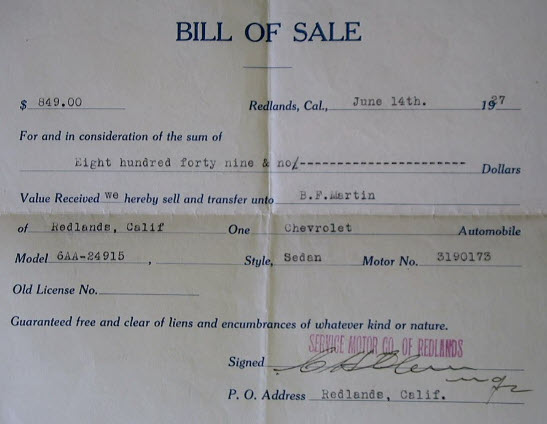 BILL OF SALE
$ 849.00 Redlands, Cal., June 14th. 1927
For and in consideration of the sum of
Eight hundred forty nine & no/----------------------- Dollars
Value Received we hereby sell and transfer unto B.F.Martin
of Redlands, Calif One Chevrolet Automobile
Model 6AA-24915 , Style, Sedan Motor No. 3190173
Old License No.
Guaranteed free and clear of liens and encumbrances of whatever kind or nature.
SERVICE MOTOR CO. OF REDLANDS
Signed
P. O. Address Redlands, Calif.